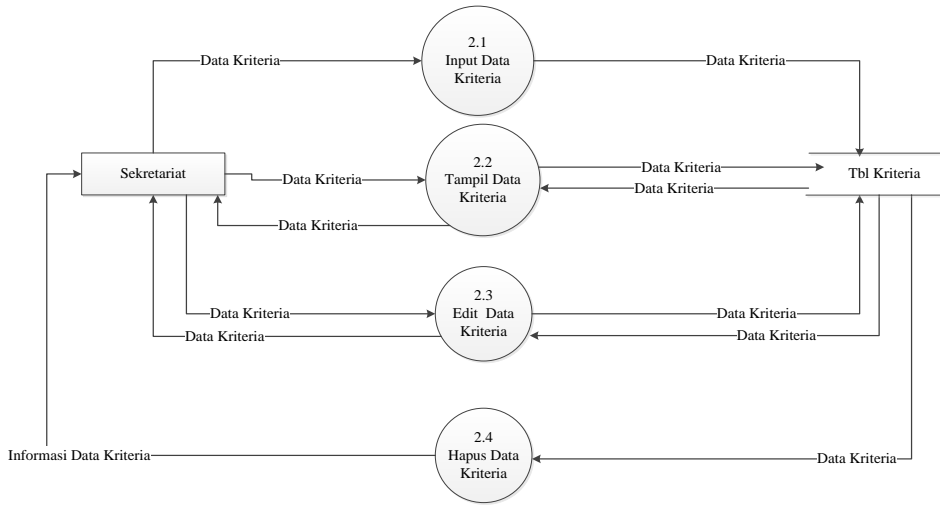 2.1
Input Data
Kriteria
Data Kriteria
Data Kriteria
Sekretariat
Data Kriteria
2.2
Tampil Data
Kriteria
Data Kriteria
Data Kriteria
Tbl Kriteria
Data Kriteria
Data Kriteria
2.3
Edit Data
Kriteria
Data Kriteria
Data Kriteria
Data Kriteria
Informasi Data Kriteria
2.4
Hapus Data
Kriteria
Data Kriteria